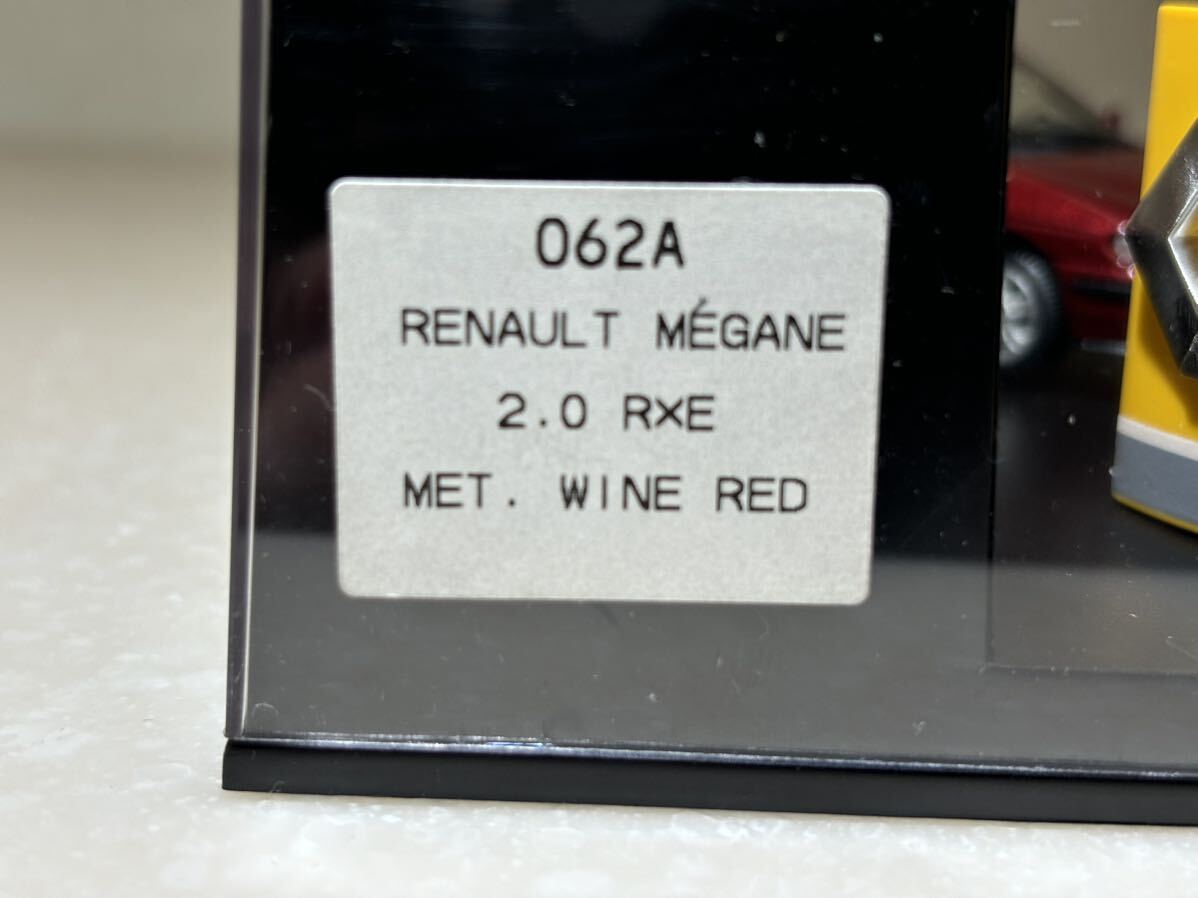 062A
RENAULT MÉGANE
2.0 RXE
MET. WINE RED